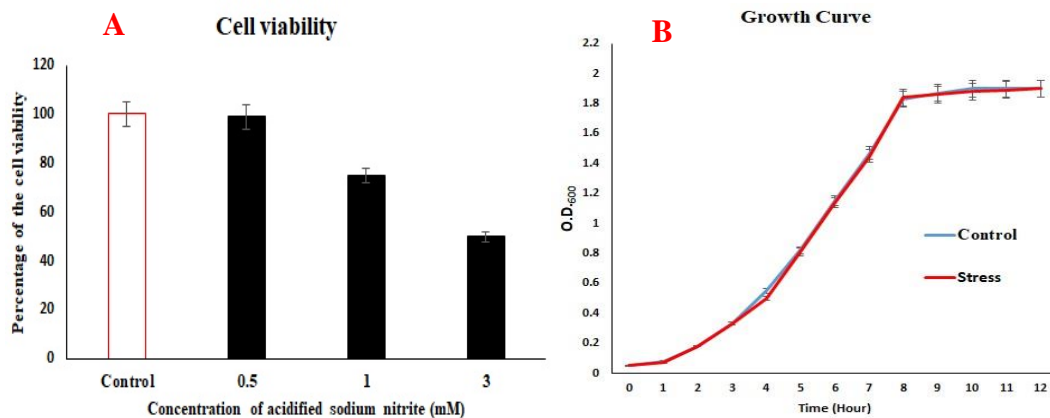 A
Cell viability
Percentage of the cell viability
120
100
80
60
40
20
0
Control 0.5 1 3
Concentration of acidified sodium nitrite (mM)
B
Growth Curve
O.D.600
2.2
2
1.8
1.6
1.4
1.2
1
0.8
0.6
0.4
0.2
0
Control
Stress
0 1 2 3 4 5 6 7 8 9 10 11 12
Time (Hour)